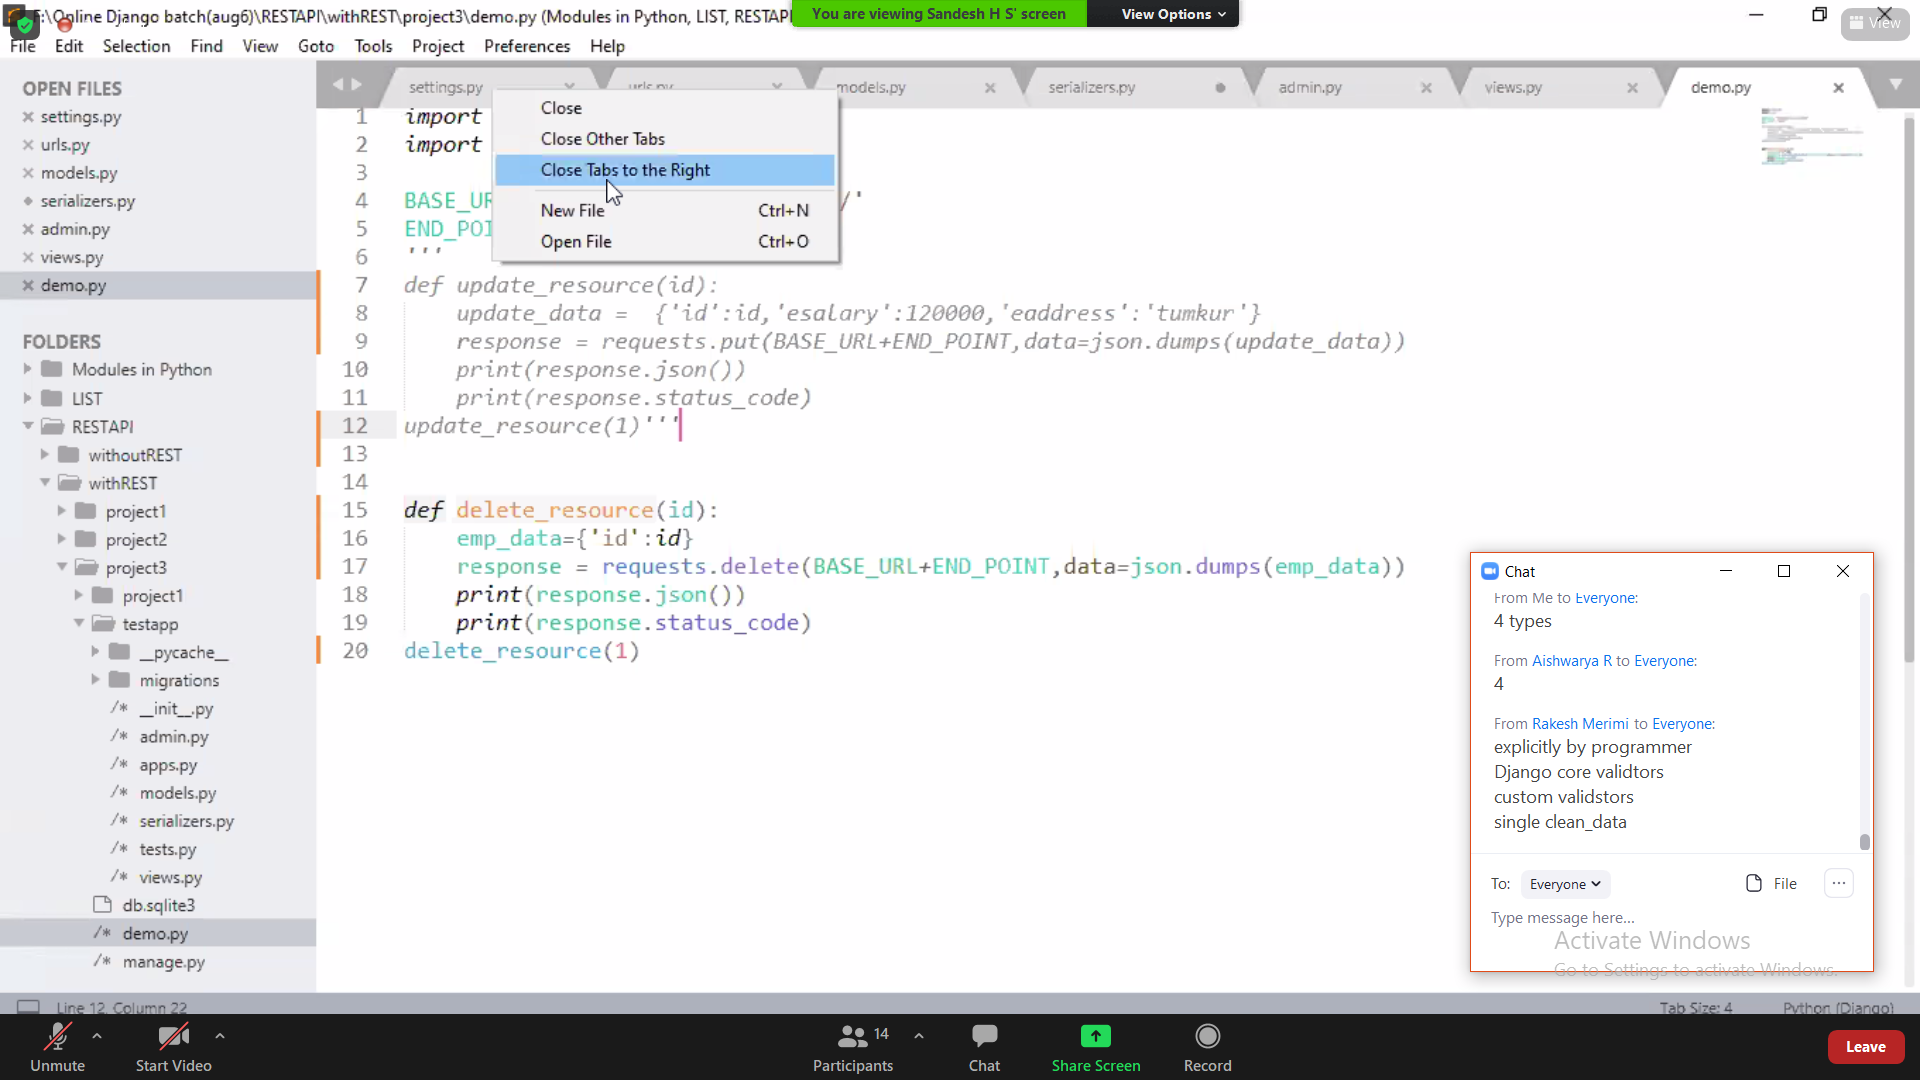 F:\Online Django batch(aug6)\RESTAPI\withREST\project3\demo.py (Modules in Python, LIST, RESTAPI
You are viewing Sandesh H S' screen
View Options
View
File Edit Selection Find View Goto Tools Project Preferences Help
OPEN FILES
settings.py
urls.py
models.py
serializers.py
admin.py
views.py
demo.py
FOLDERS
Modules in Python
LIST
RESTAPI
withoutREST
withREST
project1
project2
project3
project1
testapp
__pycache__
migrations
/* __init__.py
/* admin.py
/* apps.py
/* models.py
/* serializers.py
/* tests.py
/* views.py
db.sqlite3
/* demo.py
/* manage.py
settings.py urls.py models.py serializers.py admin.py views.py demo.py
Close
Close Other Tabs
Close Tabs to the Right
New File Ctrl+N
Open File Ctrl+O
1 import
2 import
3
4 BASE_UR /'
5 END_POI
6 '''
7 def update_resource(id):
8 update_data = {'id':id,'esalary':120000,'eaddress':'tumkur'}
9 response = requests.put(BASE_URL+END_POINT,data=json.dumps(update_data))
10 print(response.json())
11 print(response.status_code)
12 update_resource(1)'''
13
14
15 def delete_resource(id):
16 emp_data={'id':id}
17 response = requests.delete(BASE_URL+END_POINT,data=json.dumps(emp_data))
18 print(response.json())
19 print(response.status_code)
20 delete_resource(1)
Chat
From Me to Everyone:
4 types
From Aishwarya R to Everyone:
4
From Rakesh Merimi to Everyone:
explicitly by programmer
Django core validtors
custom validstors
single clean_data
To: Everyone File
Type message here...
Activate Windows
Go to Settings to activate Windows.
Line 12, Column 22
Tab Size: 4 Python (Django)
Unmute
Start Video
14
Participants
Chat
Share Screen
Record
Leave